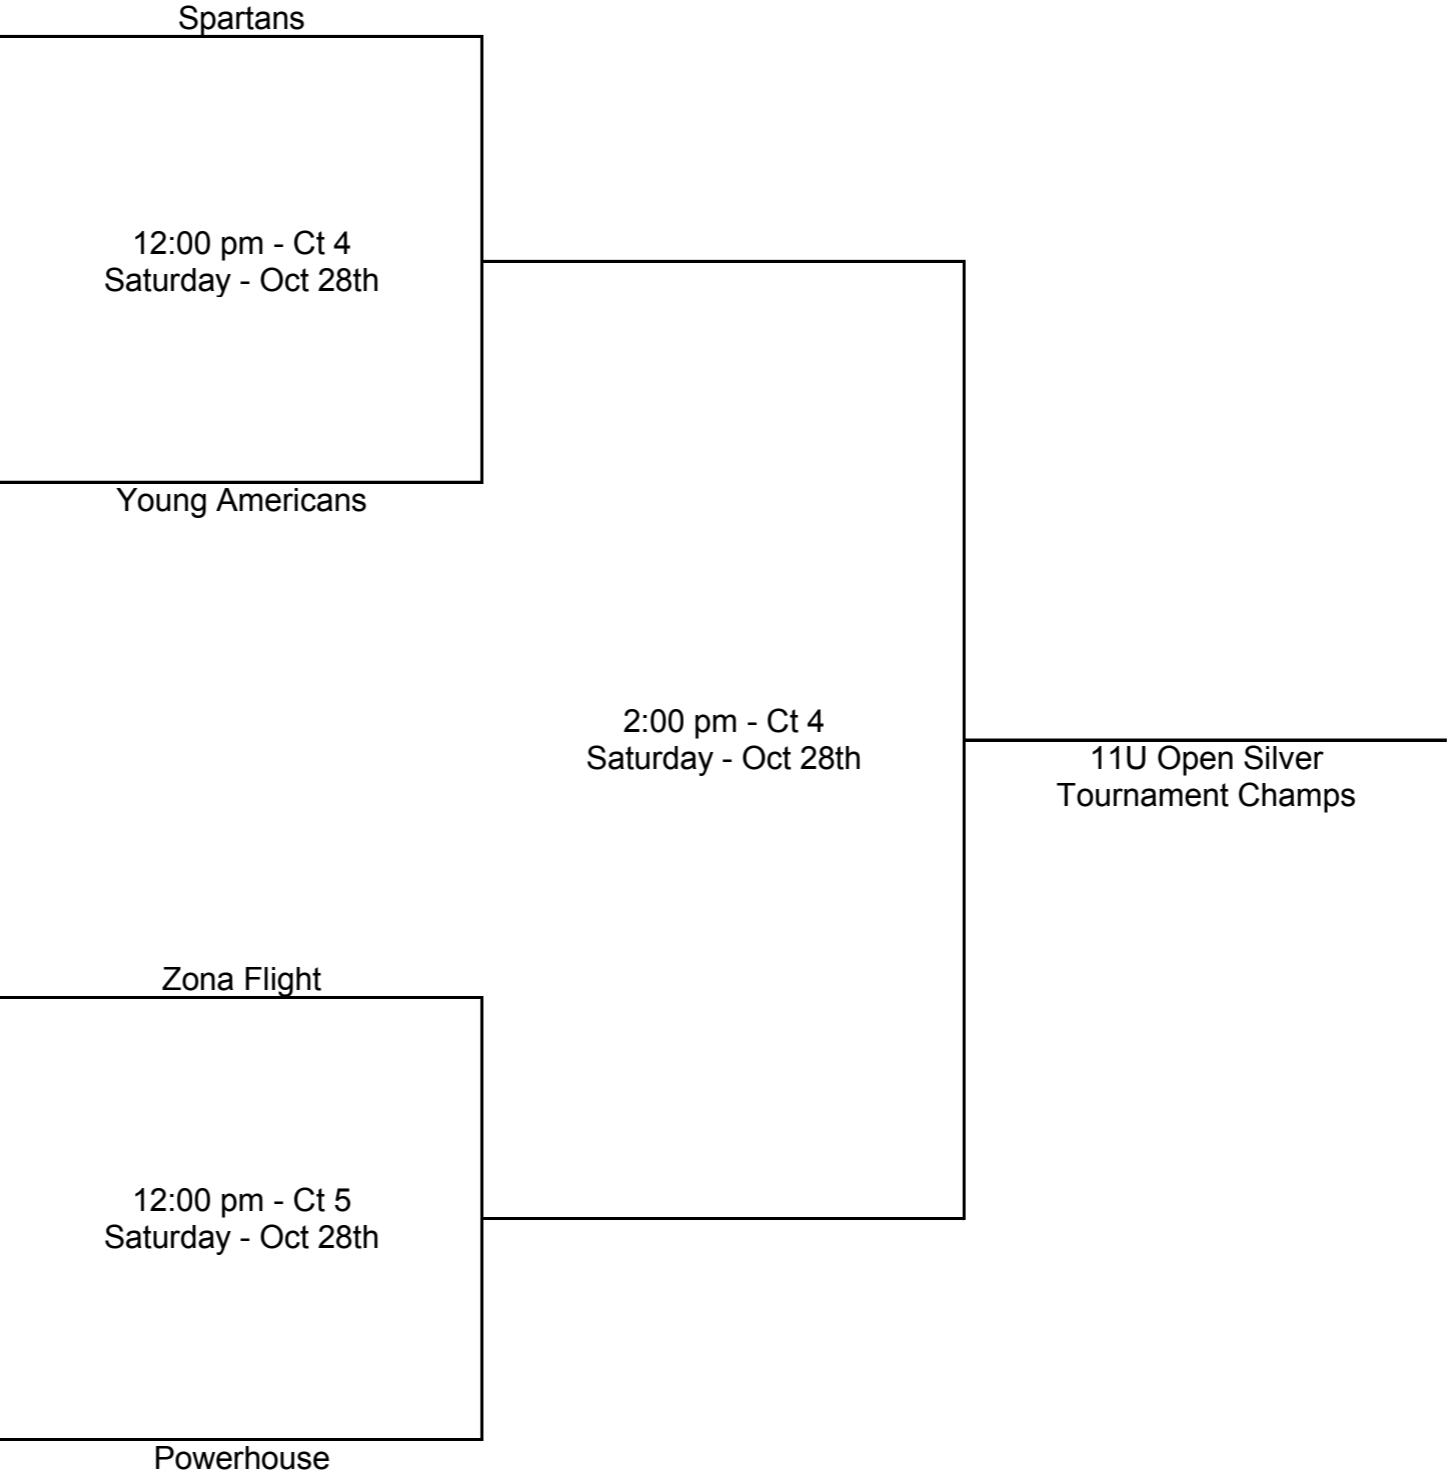 Spartans
12:00 pm - Ct 4
Saturday - Oct 28th
Young Americans
2:00 pm - Ct 4
Saturday - Oct 28th
11U Open Silver
Tournament Champs
Zona Flight
12:00 pm - Ct 5
Saturday - Oct 28th
Powerhouse